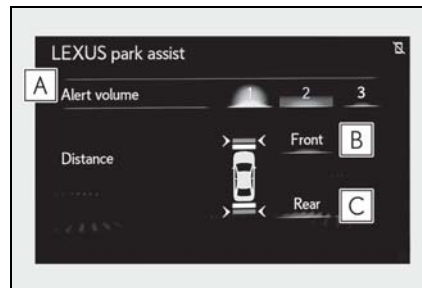 LEXUS park assist
A
Alert volume 1 2 3
Front B
Distance
Rear C